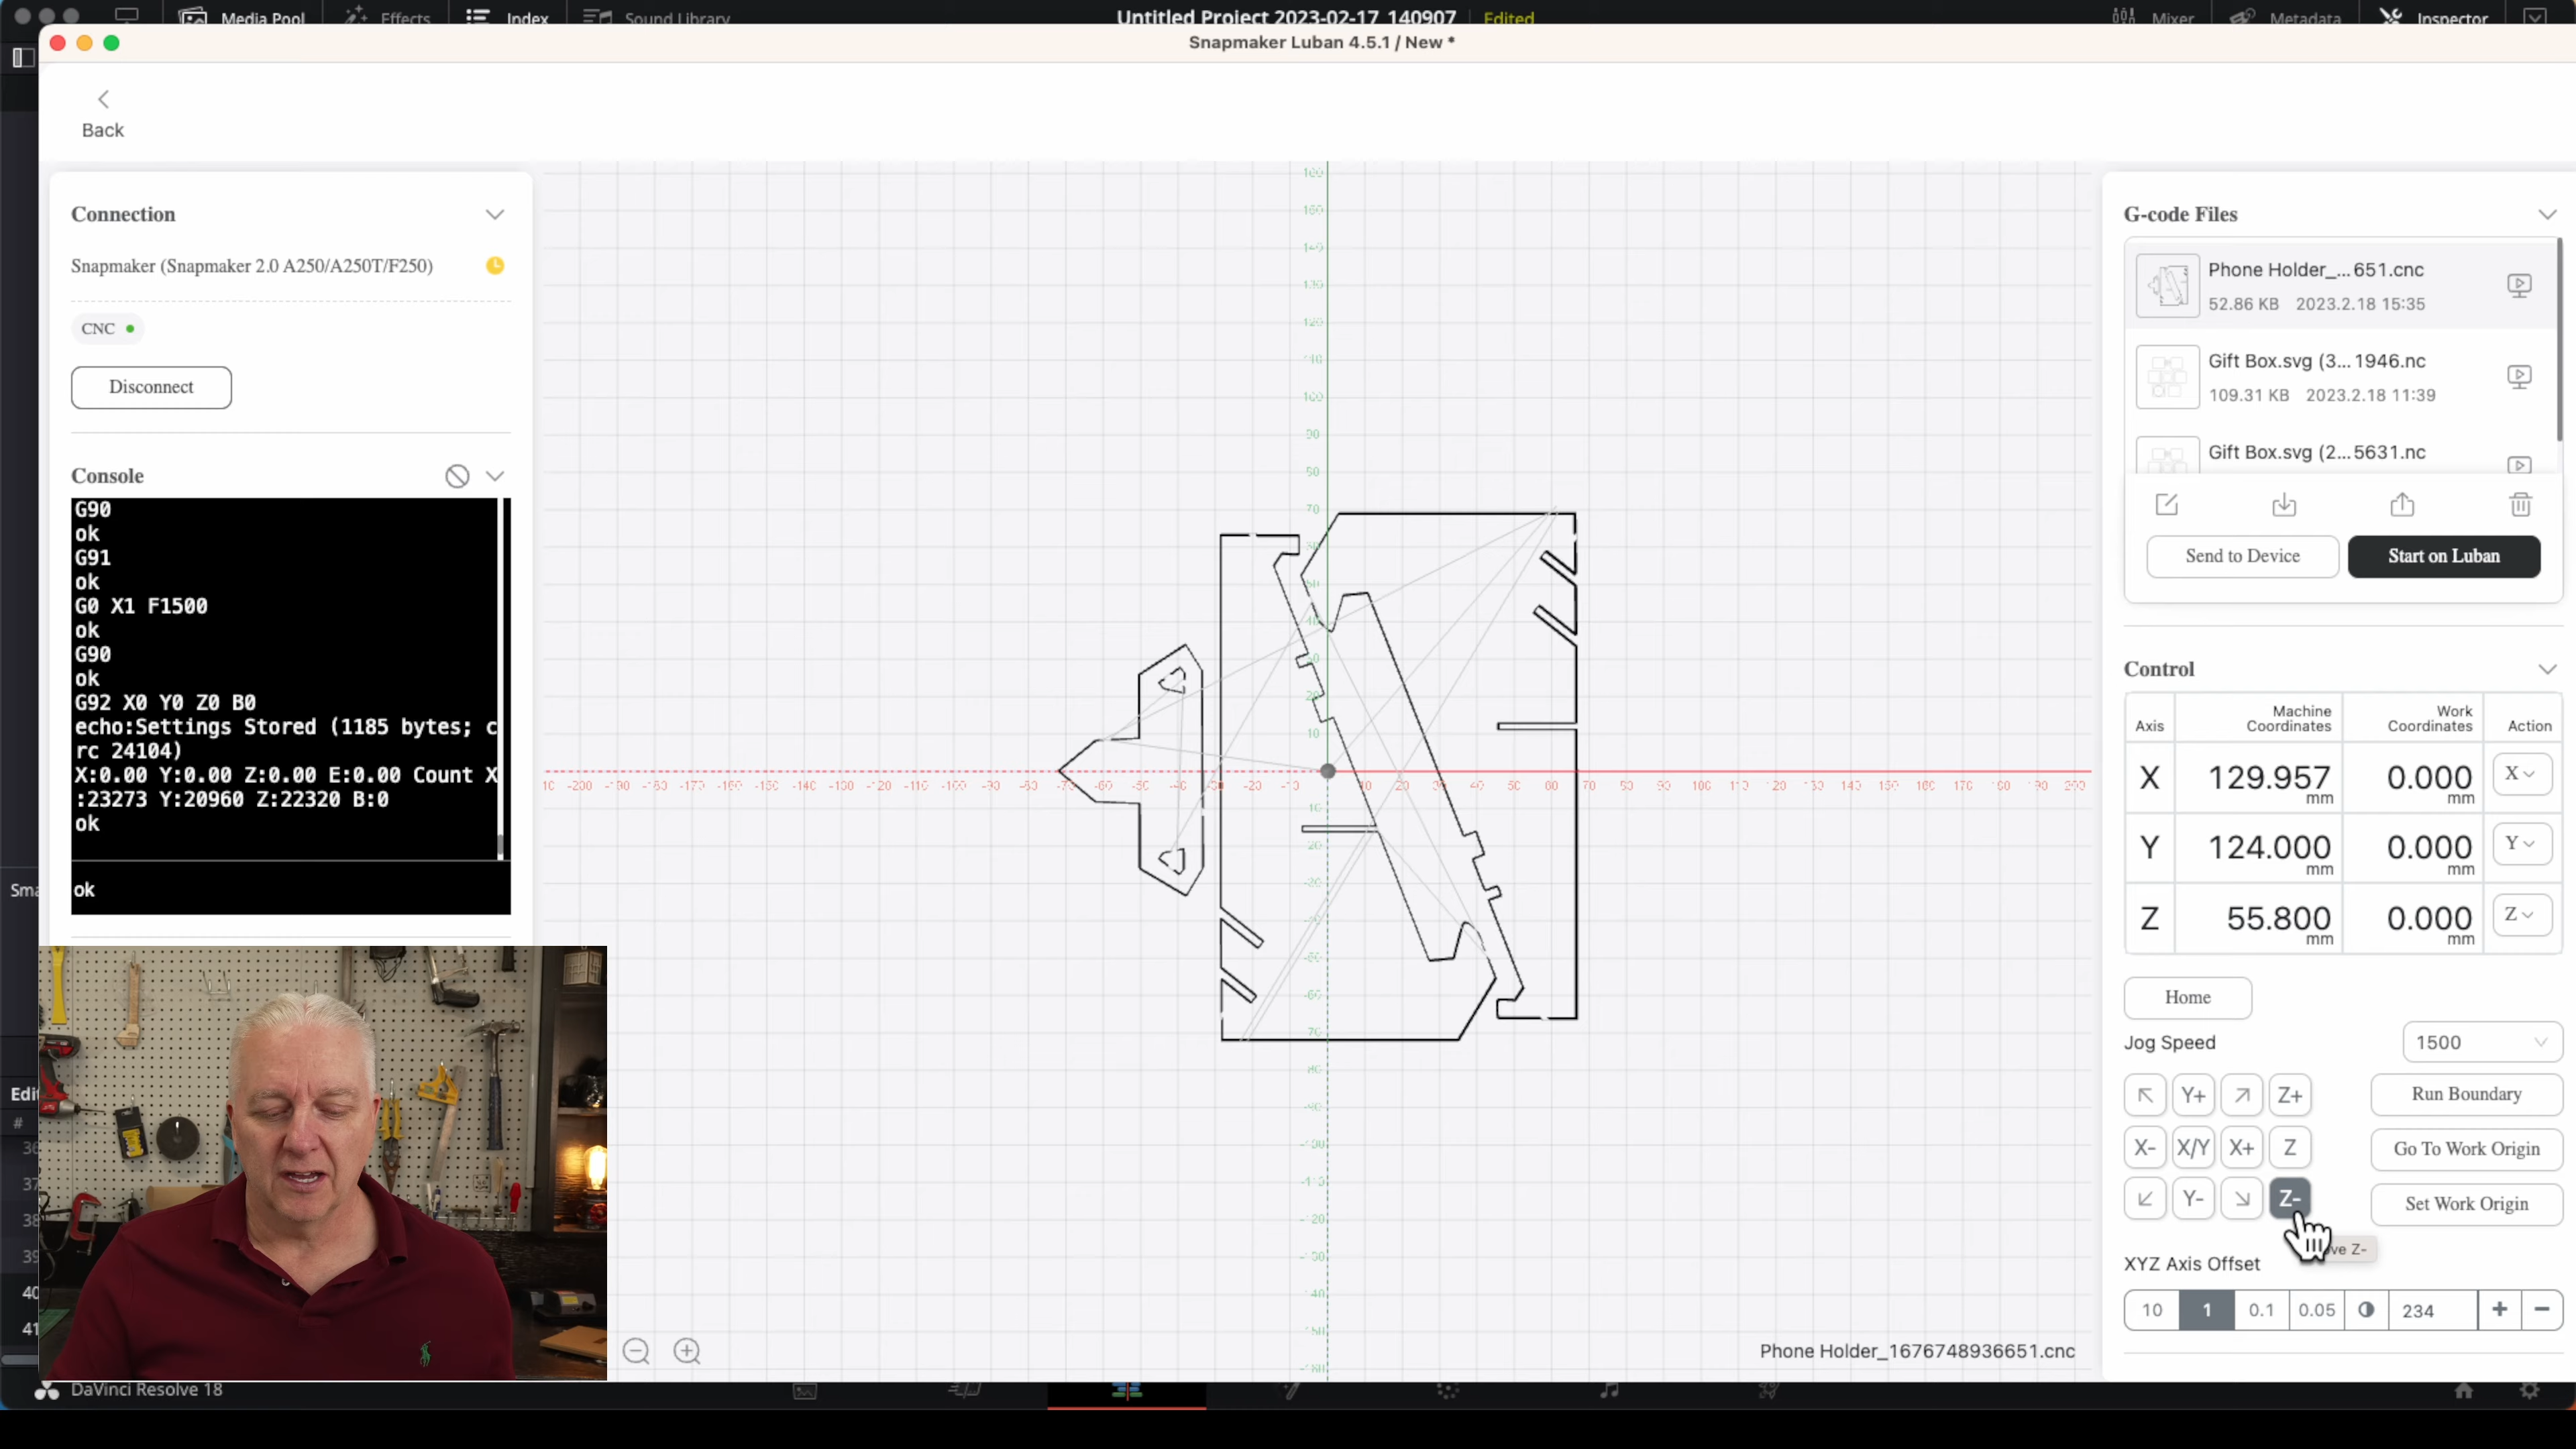 Media Pool
Effects
Index
Sound Library
Untitled Project 2023-02-17_140907
Edited
Mixer
Metadata
Inspector
Snapmaker Luban 4.5.1 / New *
Back
Connection
Snapmaker (Snapmaker 2.0 A250/A250T/F250)
CNC
Disconnect
Console
G90
ok
G91
ok
G0 X1 F1500
ok
G90
ok
G92 X0 Y0 Z0 B0
echo:Settings Stored (1185 bytes; c
rc 24104)
X:0.00 Y:0.00 Z:0.00 E:0.00 Count X
:23273 Y:20960 Z:22320 B:0
ok
ok
Phone Holder_1676748936651.cnc
G-code Files
Phone Holder_... 651.cnc
52.86 KB 2023.2.18 15:35
Gift Box.svg (3... 1946.nc
109.31 KB 2023.2.18 11:39
Gift Box.svg (2... 5631.nc
Send to Device
Start on Luban
Control
Axis
Machine Coordinates
Work Coordinates
Action
X 129.957 mm 0.000 mm X
Y 124.000 mm 0.000 mm Y
Z 55.800 mm 0.000 mm Z
Home
Jog Speed
1500
Y+ Z+
Run Boundary
X- X/Y X+ Z
Go To Work Origin
Y- Z-
Set Work Origin
XYZ Axis Offset
10 1 0.1 0.05 234 + -
DaVinci Resolve 18